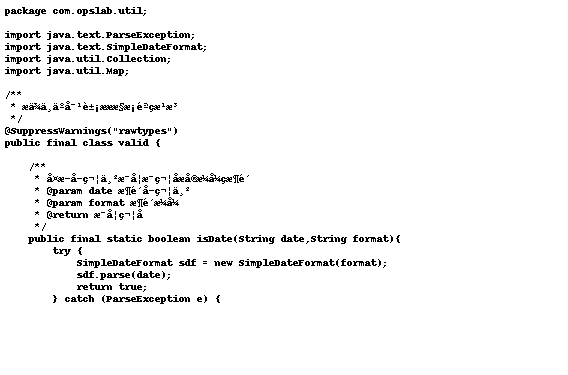 package com.opslab.util;
import java.text.ParseException;
import java.text.SimpleDateFormat;
import java.util.Collection;
import java.util.Map;
/**
 * æä¾ä¸äºå¯¹è±¡æææ§æ¡éªçæ¹æ³
 */
@SuppressWarnings("rawtypes")
public final class valid {
/**
 * å¤æ-å-ç¬¦ä¸²æ¯å¦æ¯ç¬¦åæå®æ¼å¼çæ¶é´
 * @param date æ¶é´å-ç¬¦ä¸²
 * @param format æ¶é´æ¼å¼
 * @return æ¯å¦ç¬¦å
 */
public final static boolean isDate(String date,String format){
try {
SimpleDateFormat sdf = new SimpleDateFormat(format);
sdf.parse(date);
return true;
} catch (ParseException e) {